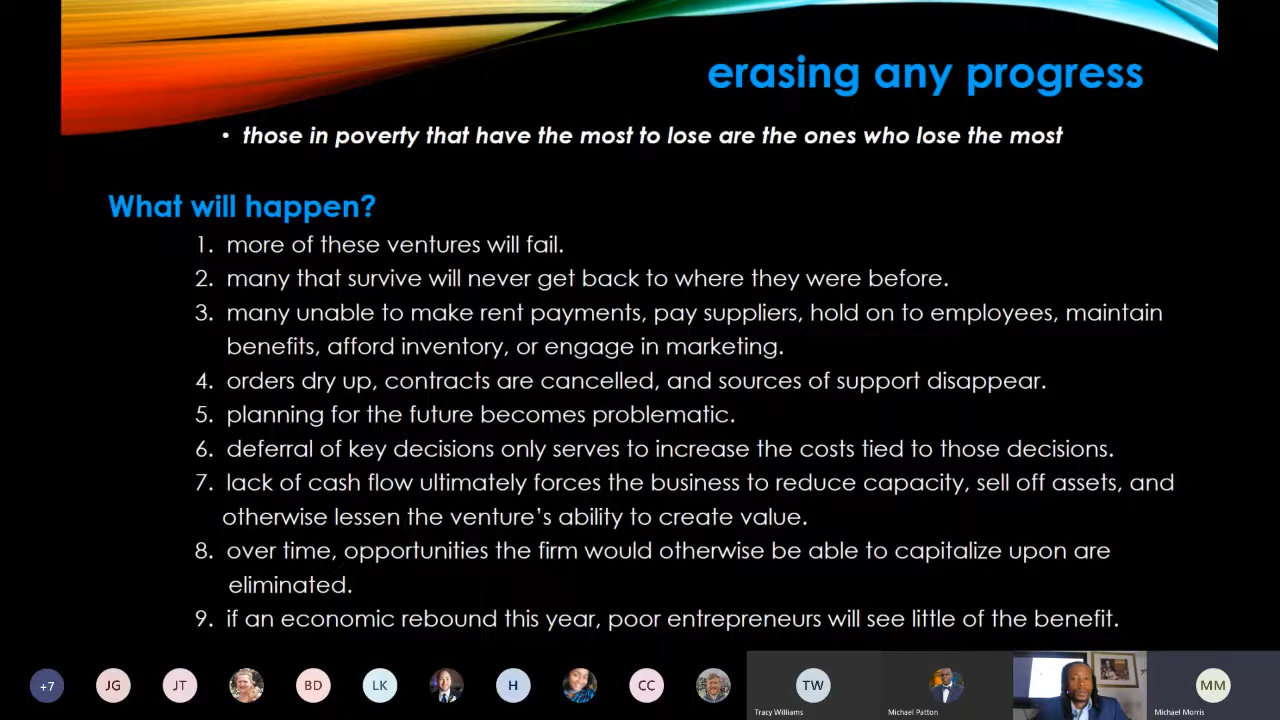 erasing any progress
• those in poverty that have the most to lose are the ones who lose the most
What will happen?
1. more of these ventures will fail.
2. many that survive will never get back to where they were before.
3. many unable to make rent payments, pay suppliers, hold on to employees, maintain
benefits, afford inventory, or engage in marketing.
4. orders dry up, contracts are cancelled, and sources of support disappear.
5. planning for the future becomes problematic.
6. deferral of key decisions only serves to increase the costs tied to those decisions.
7. lack of cash flow ultimately forces the business to reduce capacity, sell off assets, and
otherwise lessen the venture’s ability to create value.
8. over time, opportunities the firm would otherwise be able to capitalize upon are
eliminated.
9. if an economic rebound this year, poor entrepreneurs will see little of the benefit.
+7 JG JT BD LK H CC TW MM
Tracy Williams Michael Patton Michael Morris